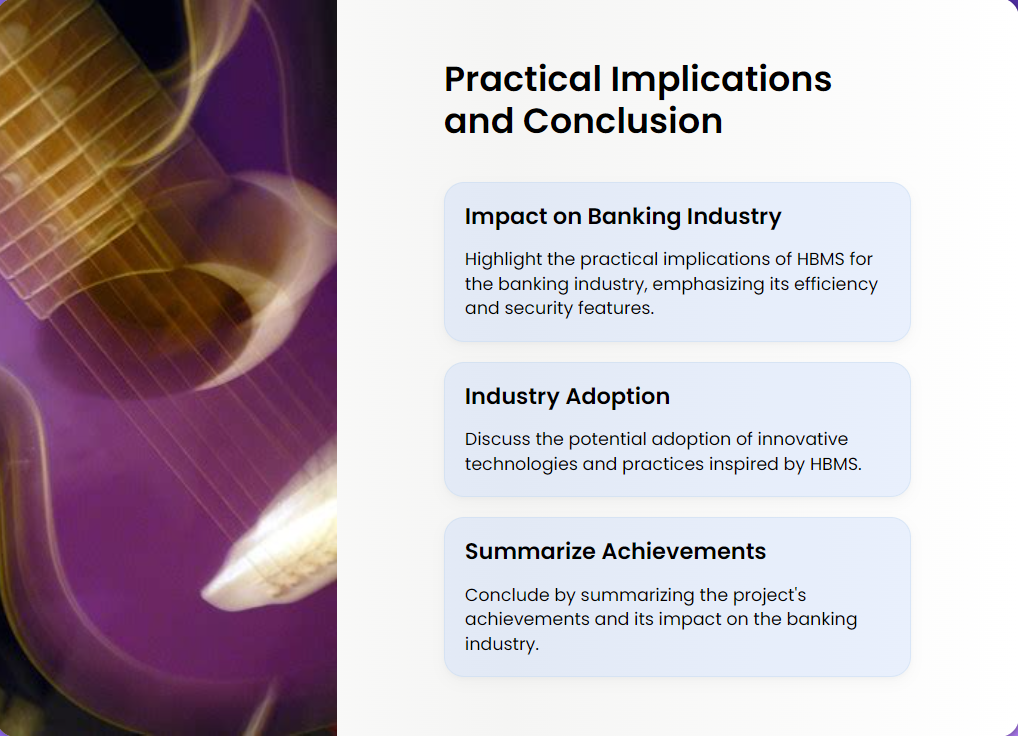 Practical Implications
and Conclusion
Impact on Banking Industry
Highlight the practical implications of HBMS for
the banking industry, emphasizing its efficiency
and security features.
Industry Adoption
Discuss the potential adoption of innovative
technologies and practices inspired by HBMS.
Summarize Achievements
Conclude by summarizing the project's
achievements and its impact on the banking
industry.